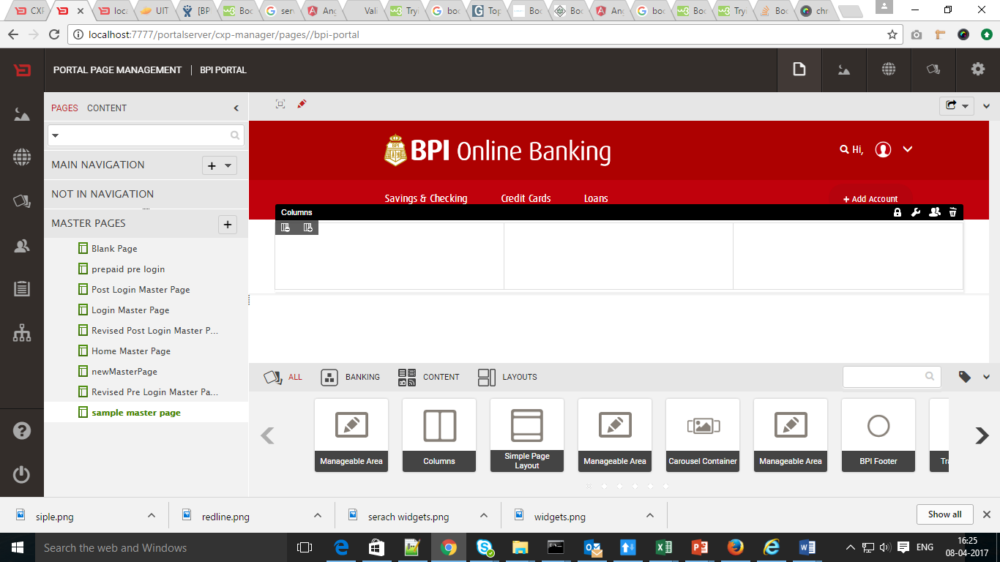 CXP
loca
UIT
[BP
Boo
serv
Ang
Vali
Tryi
boo
Top
Boo
Boo
Ang
boo
Boo
Tryi
Boo
chr
localhost:7777/portalserver/cxp-manager/pages//bpi-portal
PORTAL PAGE MANAGEMENT | BPI PORTAL
PAGES CONTENT
BPI Online Banking
Hi,
MAIN NAVIGATION
NOT IN NAVIGATION
Savings & Checking Credit Cards Loans + Add Account
Columns
MASTER PAGES
Blank Page
prepaid pre login
Post Login Master Page
Login Master Page
Revised Post Login Master P...
Home Master Page
newMasterPage
Revised Pre Login Master Pa...
sample master page
ALL BANKING CONTENT LAYOUTS
Manageable Area
Columns
Simple Page
Layout
Manageable Area
Carousel Container
Manageable Area
BPI Footer
Tra
siple.png
redline.png
serach widgets.png
widgets.png
Show all
Search the web and Windows
ENG
16:25
08-04-2017